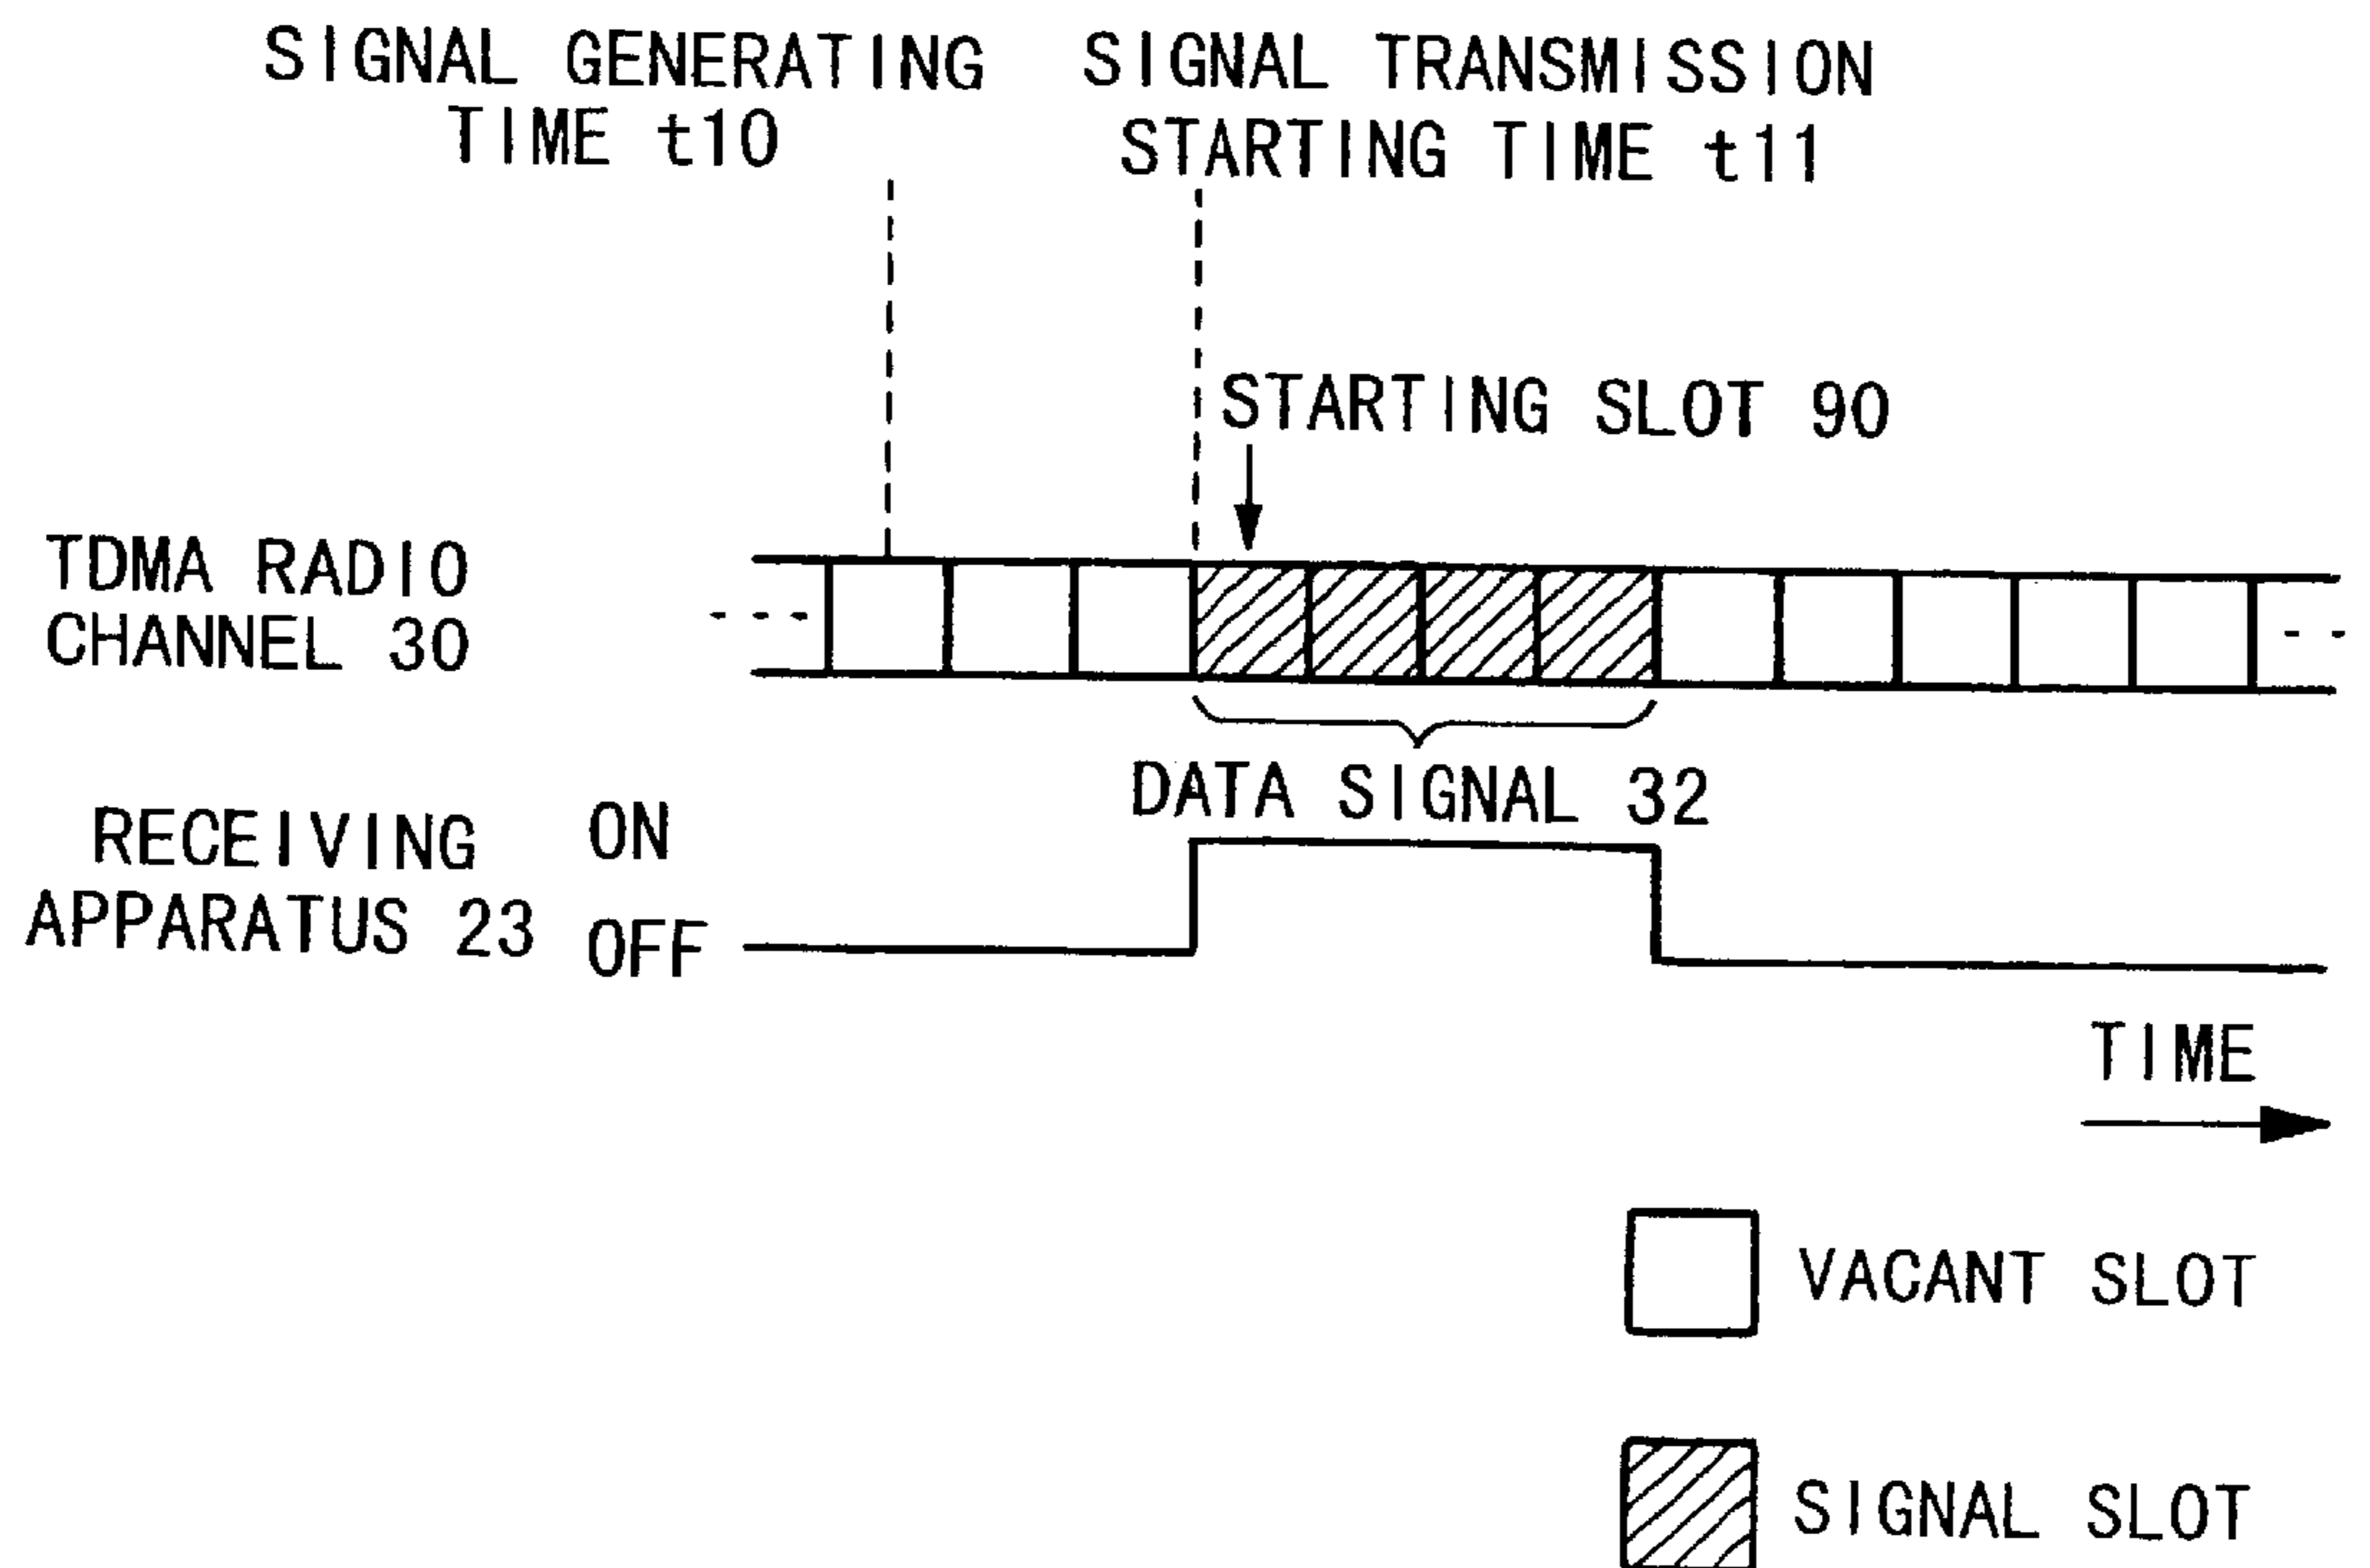 SIGNAL GENERATING
TIME t10
SIGNAL TRANSMISSION
STARTING TIME t11
STARTING SLOT 90
TDMA RADIO
CHANNEL 30
DATA SIGNAL 32
RECEIVING
APPARATUS 23
ON
OFF
TIME
VACANT SLOT
SIGNAL SLOT